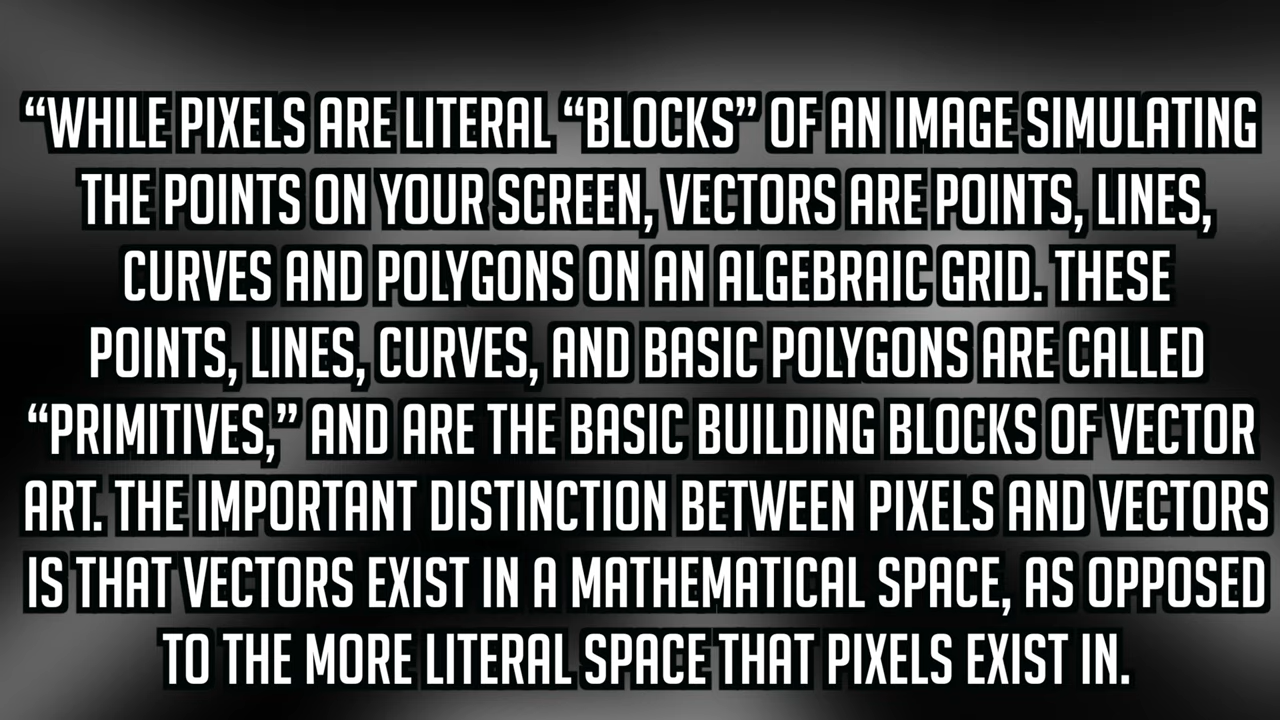 “WHILE PIXELS ARE LITERAL “BLOCKS” OF AN IMAGE SIMULATING
THE POINTS ON YOUR SCREEN, VECTORS ARE POINTS, LINES,
CURVES AND POLYGONS ON AN ALGEBRAIC GRID. THESE
POINTS, LINES, CURVES, AND BASIC POLYGONS ARE CALLED
“PRIMITIVES,” AND ARE THE BASIC BUILDING BLOCKS OF VECTOR
ART. THE IMPORTANT DISTINCTION BETWEEN PIXELS AND VECTORS
IS THAT VECTORS EXIST IN A MATHEMATICAL SPACE, AS OPPOSED
TO THE MORE LITERAL SPACE THAT PIXELS EXIST IN.